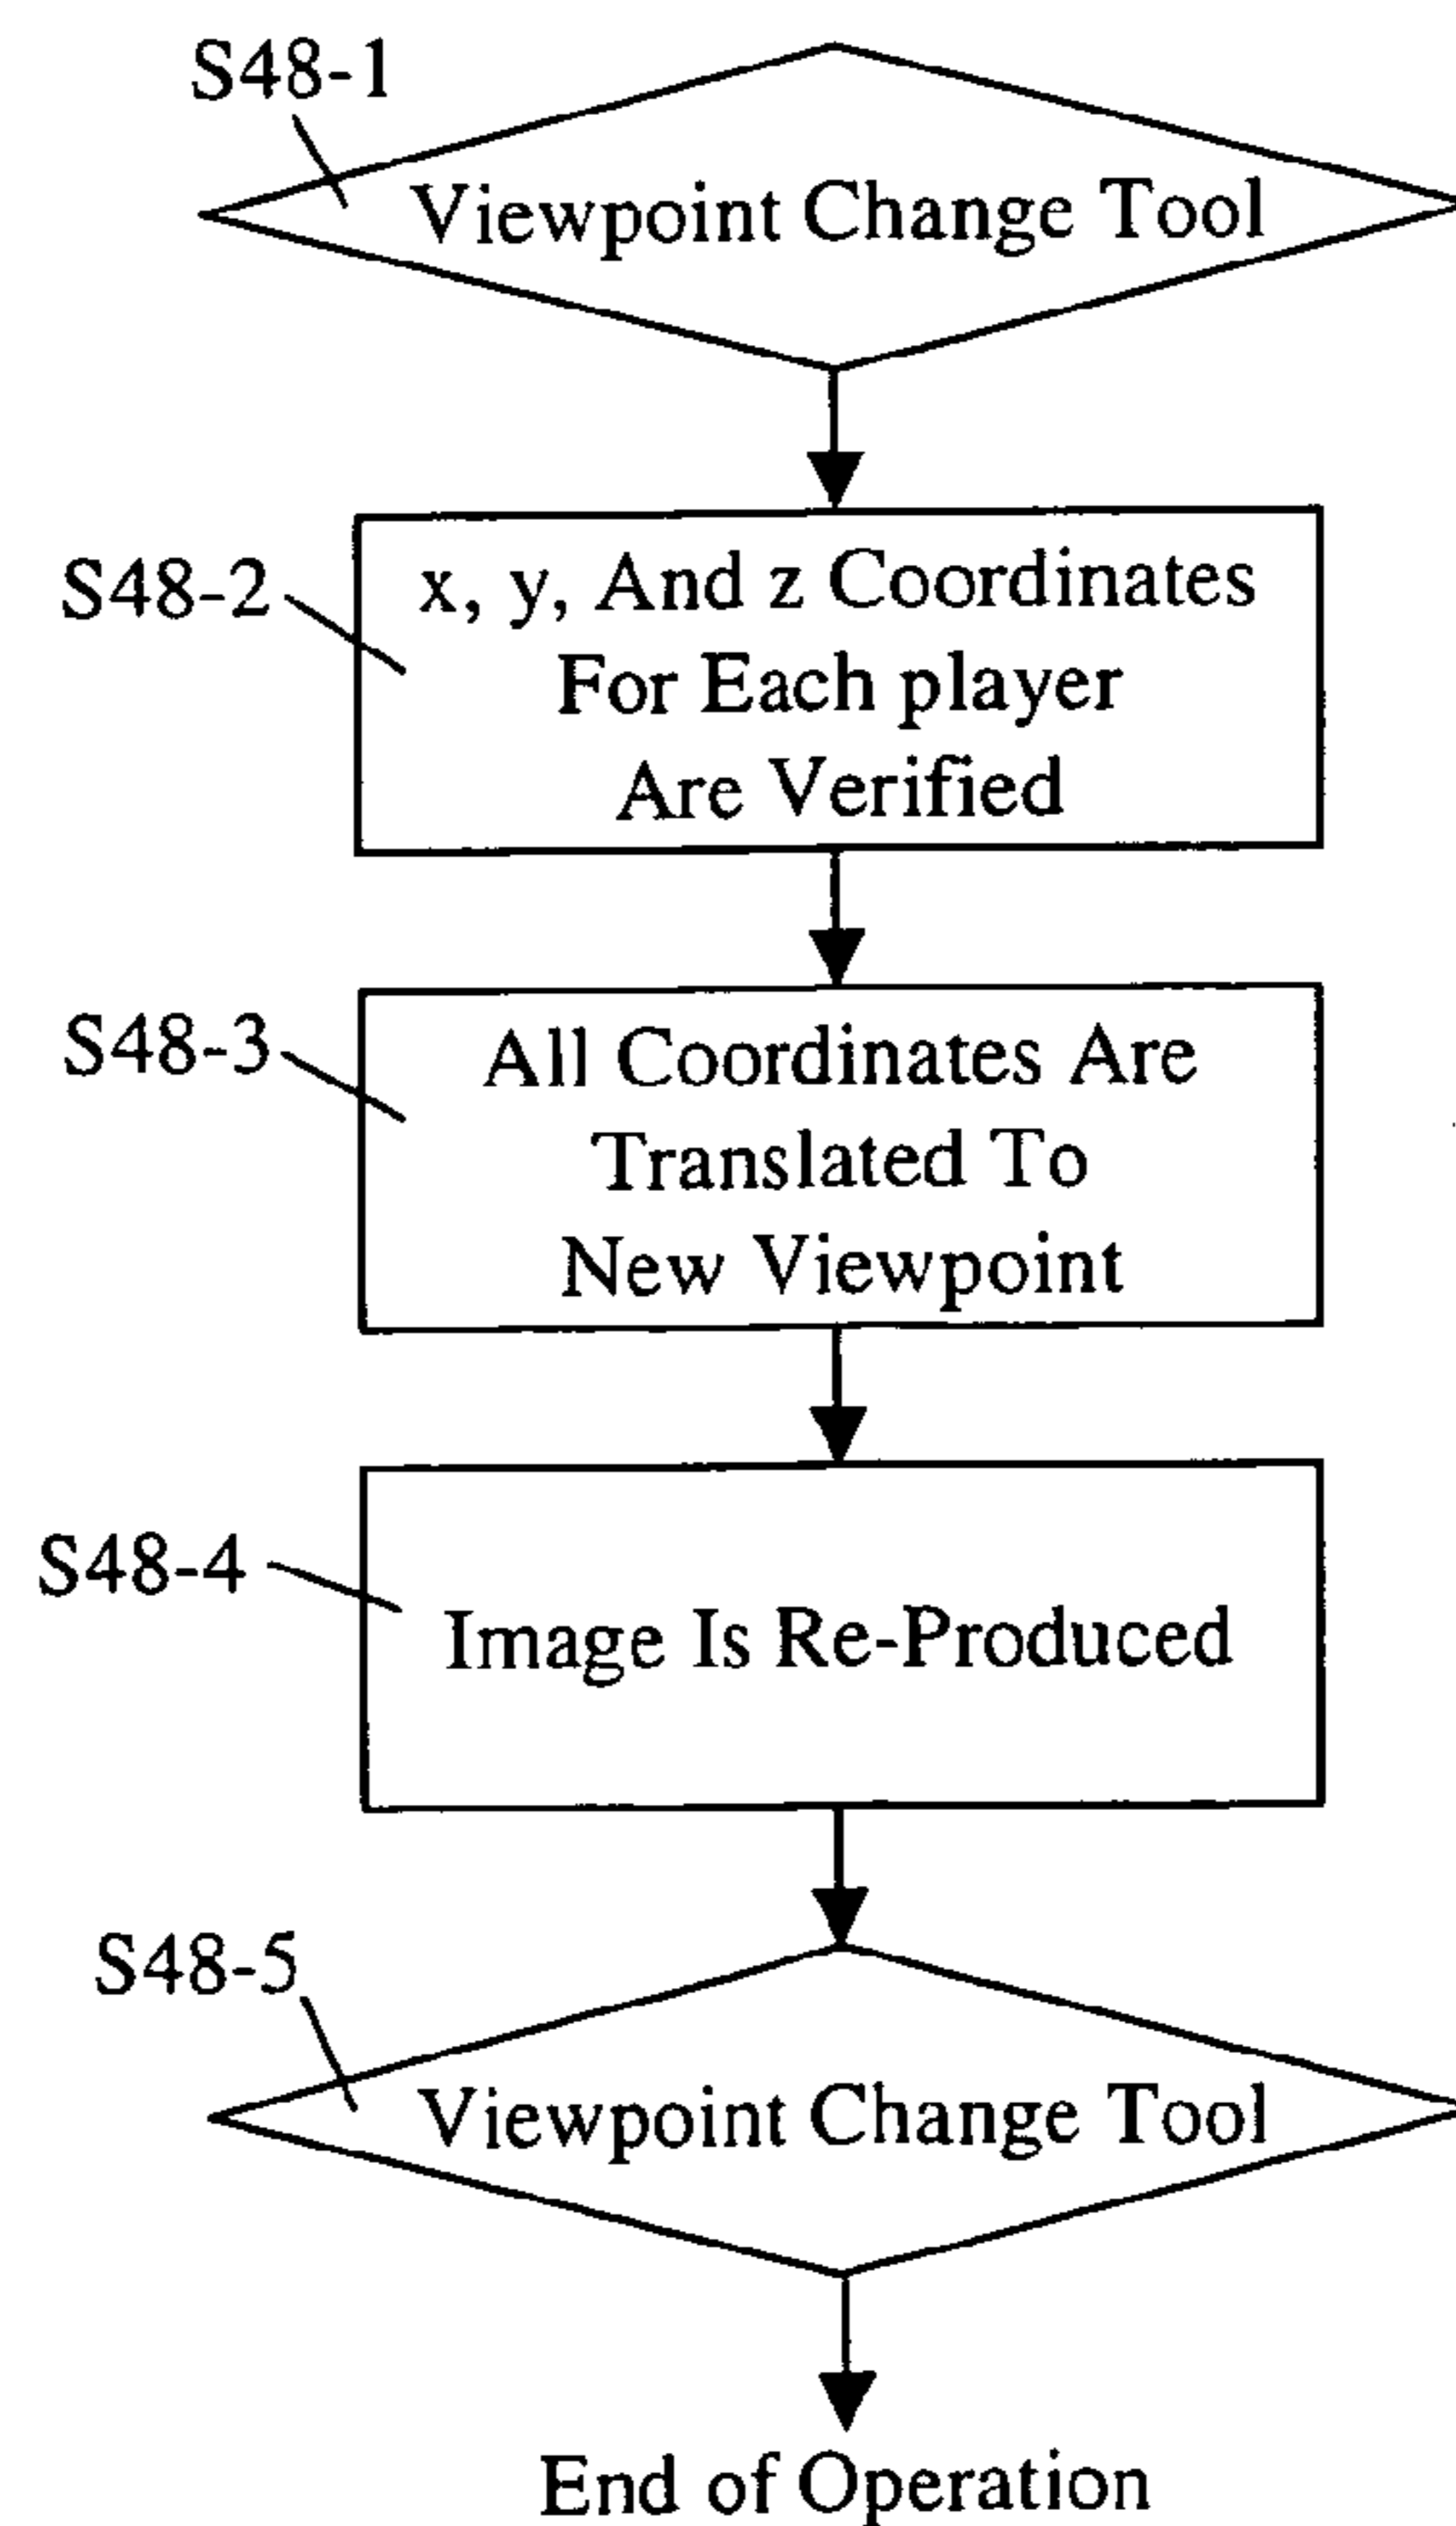 S48-1
Viewpoint Change Tool
S48-2
x, y, And z Coordinates
For Each player
Are Verified
S48-3
All Coordinates Are
Translated To
New Viewpoint
S48-4
Image Is Re-Produced
S48-5
Viewpoint Change Tool
End of Operation